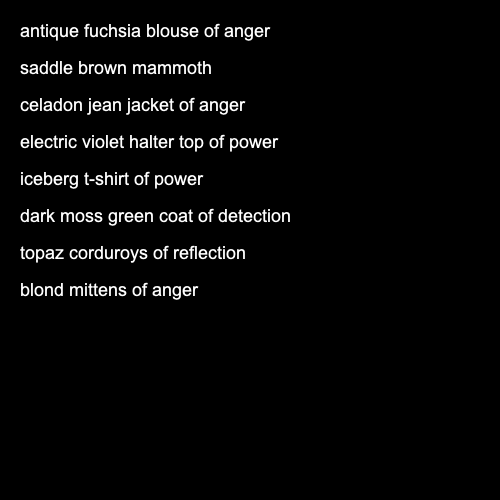 antique fuchsia blouse of anger
saddle brown mammoth
celadon jean jacket of anger
electric violet halter top of power
iceberg t-shirt of power
dark moss green coat of detection
topaz corduroys of reflection
blond mittens of anger